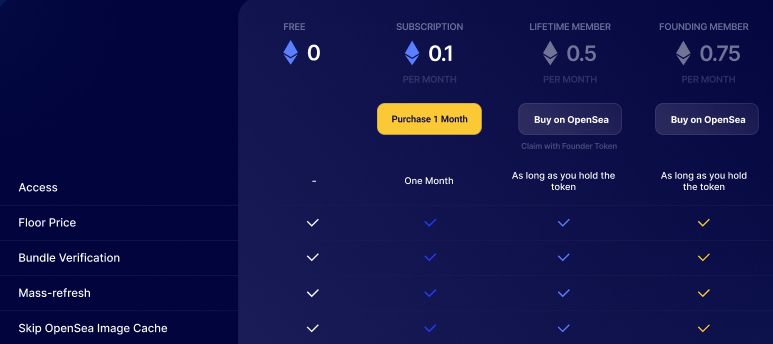 FREE SUBSCRIPTION LIFETIME MEMBER FOUNDING MEMBER
0 0.1 0.5 0.75
PER MONTH PER MONTH PER MONTH
Purchase 1 Month Buy on OpenSea Buy on OpenSea
Claim with Founder Token
Access - One Month As long as you hold the token As long as you hold the token
Floor Price
Bundle Verification
Mass-refresh
Skip OpenSea Image Cache